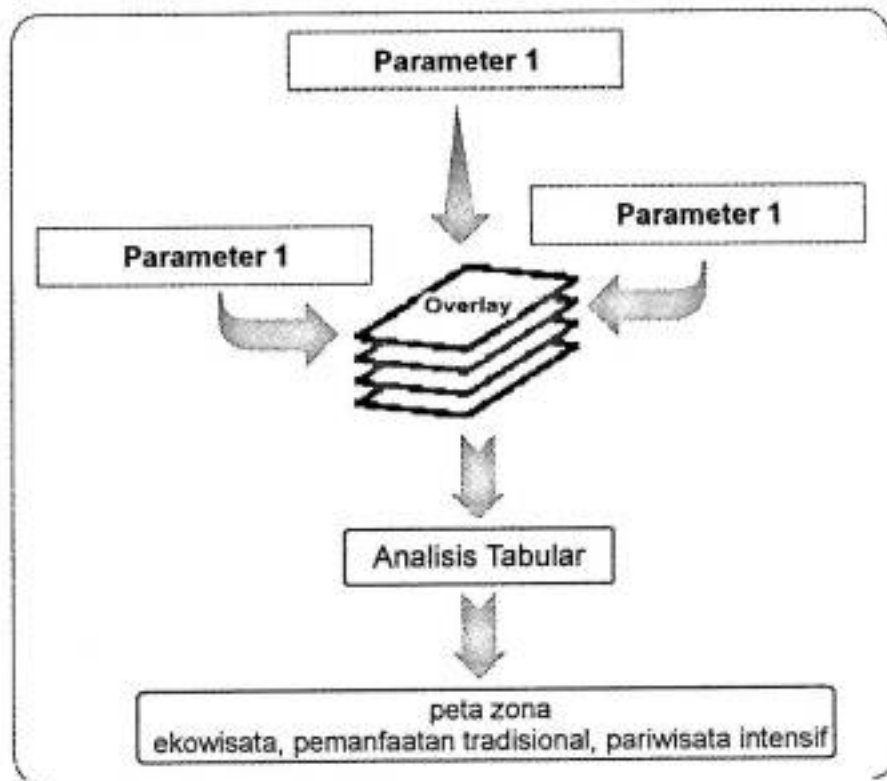 Parameter 1
Parameter 1
Parameter 1
Overlay
Analisis Tabular
peta zona
ekowisata, pemanfaatan tradisional, pariwisata intensif